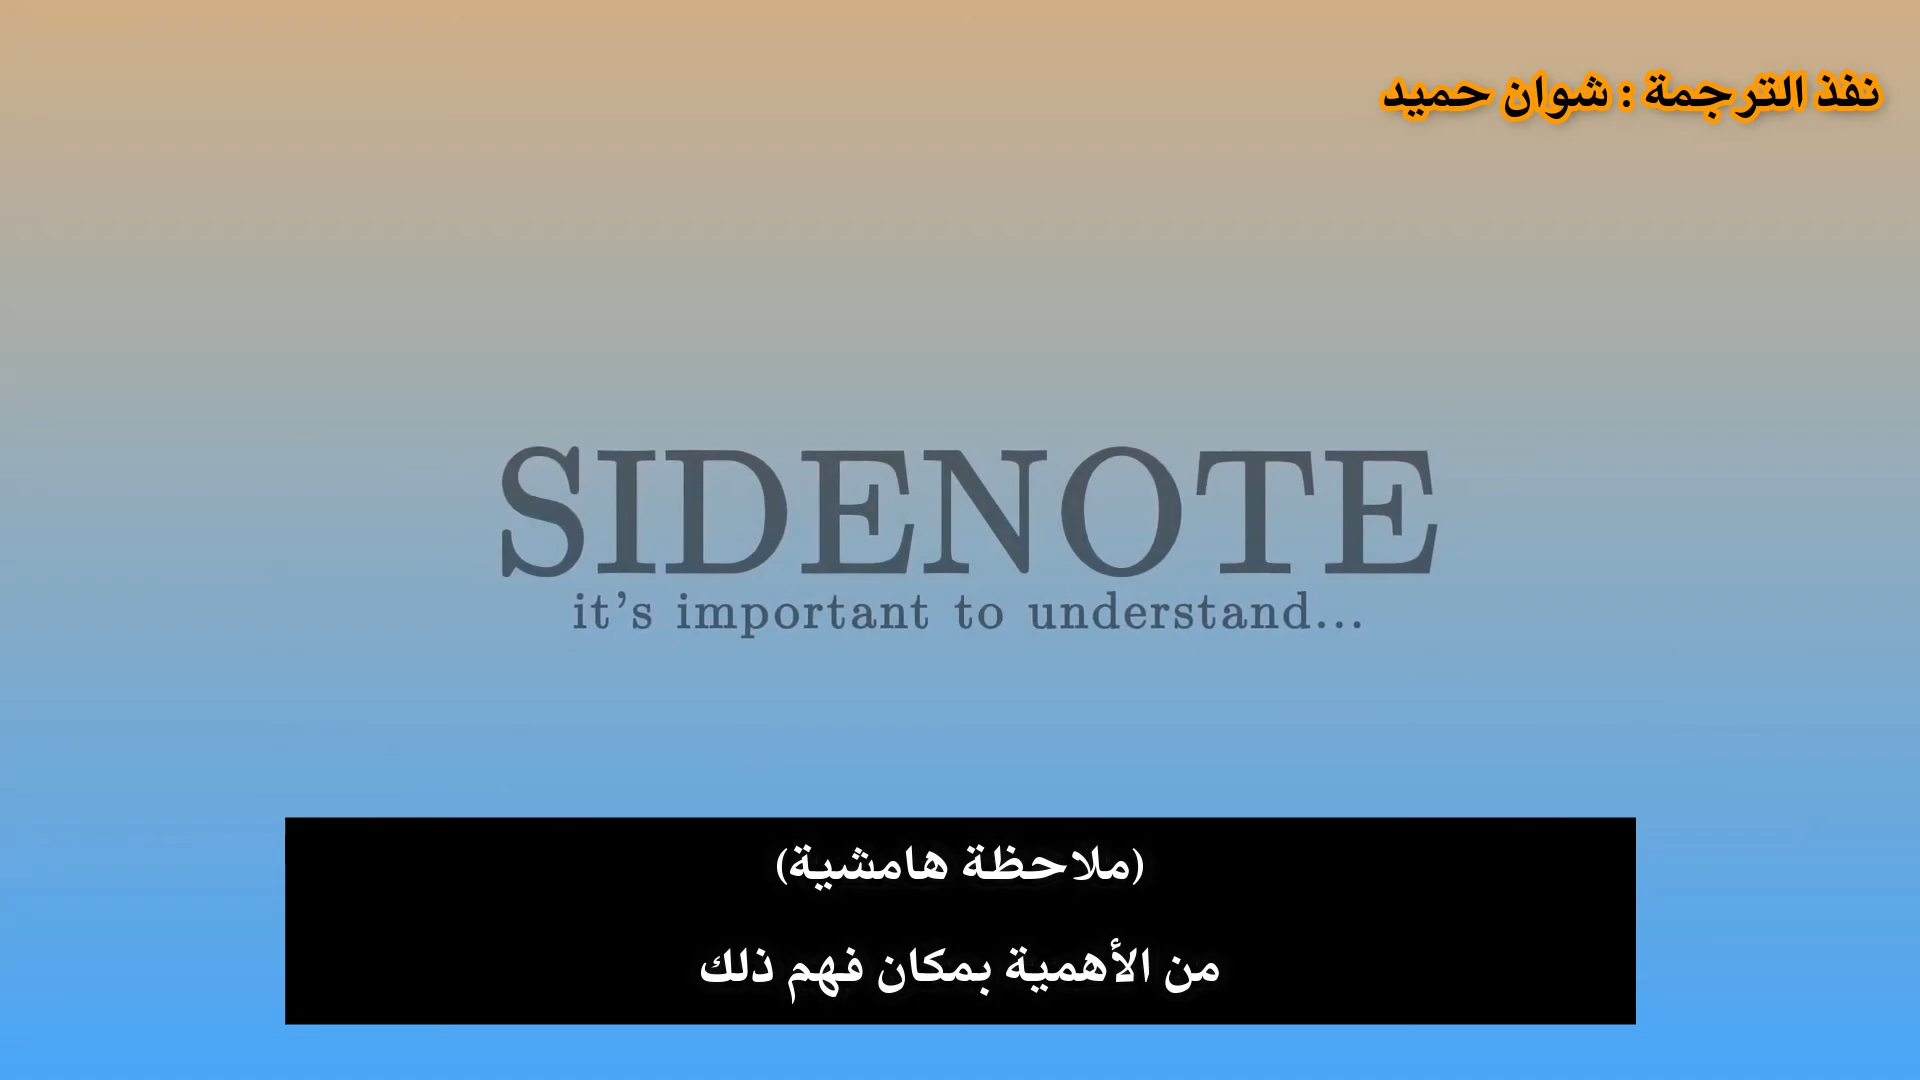 نفذ الترجمة : شوان حميد
SIDENOTE
it's important to understand...
(ملاحظة هامشية)
من الأهمية بمكان فهم ذلك